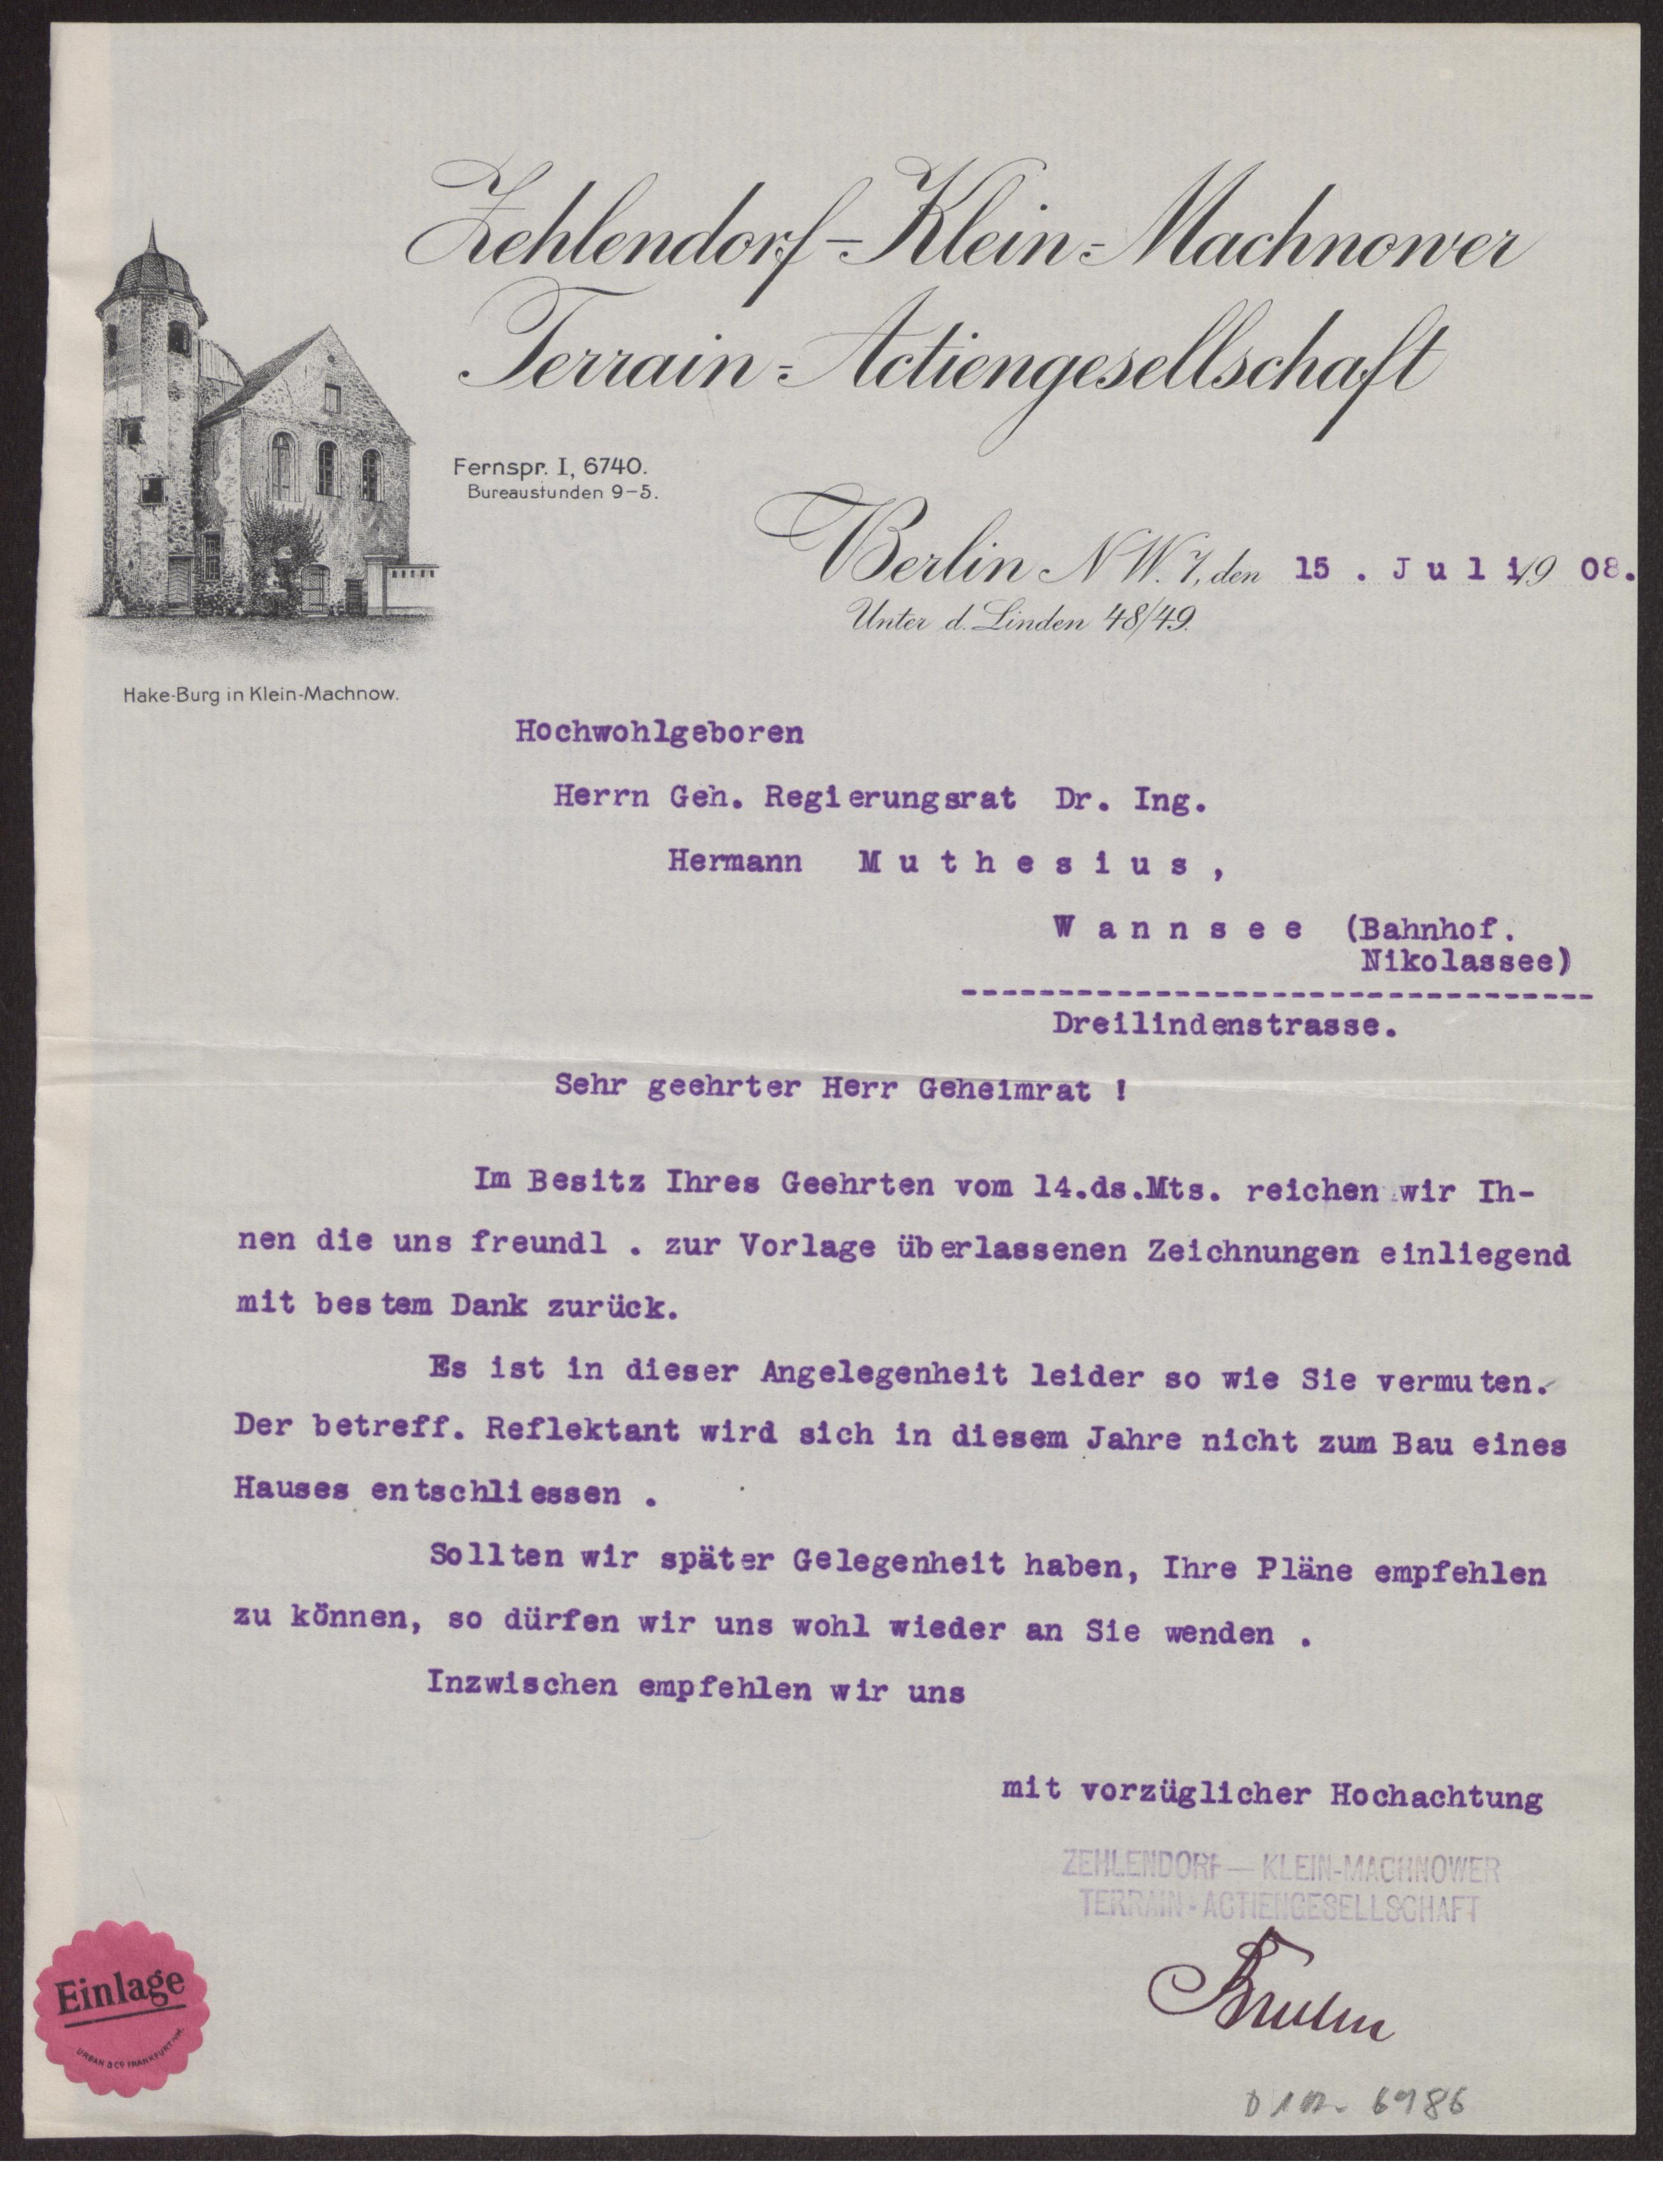 Zehlendorf-Klein-Machnower
Terrain-Actiengesellschaft
Fernspr. I, 6740.
Bureaustunden 9-5.
Berlin N.W. 7, den 15. Juli 1908.
Unter d. Linden 48/49.
Hake-Burg in Klein-Machnow.
Hochwohlgeboren
Herrn Geh. Regierungsrat Dr. Ing.
Hermann Muthesius,
Wannsee (Bahnhof.
Nikolassee)
Dreilindenstrasse.
Sehr geehrter Herr Geheimrat !
Im Besitz Ihres Geehrten vom 14.ds.Mts. reichen wir Ih-
nen die uns freundl . zur Vorlage überlassenen Zeichnungen einliegend
mit bestem Dank zurück.
Es ist in dieser Angelegenheit leider so wie Sie vermuten.
Der betreff. Reflektant wird sich in diesem Jahre nicht zum Bau eines
Hauses entschliessen .
Sollten wir später Gelegenheit haben, Ihre Pläne empfehlen
zu können, so dürfen wir uns wohl wieder an Sie wenden .
Inzwischen empfehlen wir uns
mit vorzüglicher Hochachtung
ZEHLENDORF — KLEIN-MACHNOWER
TERRAIN-ACTIENGESELLSCHAFT
Einlage
URBAN & Co FRANKFURT
6986